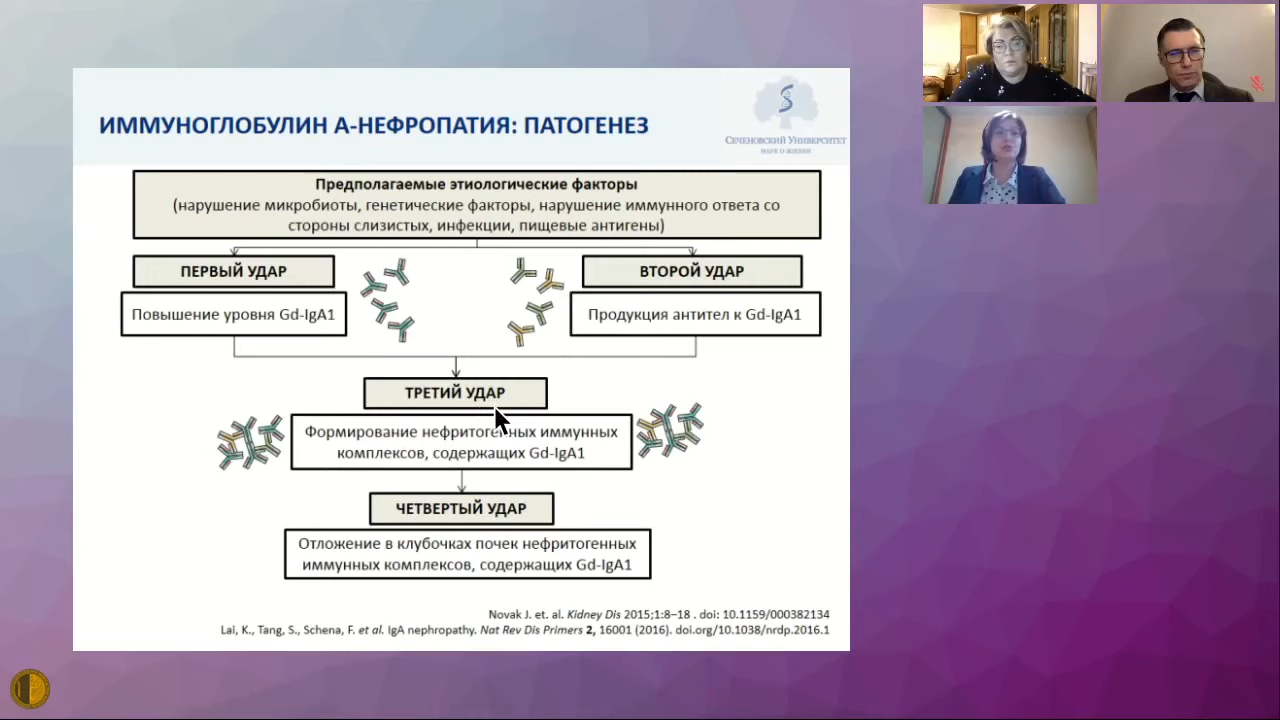 ИММУНОГЛОБУЛИН А-НЕФРОПАТИЯ: ПАТОГЕНЕЗ
СЕЧЕНОВСКИЙ УНИВЕРСИТЕТ
НАУК О ЖИЗНИ
Предполагаемые этиологические факторы
(нарушение микробиоты, генетические факторы, нарушение иммунного ответа со
стороны слизистых, инфекции, пищевые антигены)
ПЕРВЫЙ УДАР
ВТОРОЙ УДАР
Повышение уровня Gd-IgA1
Продукция антител к Gd-IgA1
ТРЕТИЙ УДАР
Формирование нефритогенных иммунных
комплексов, содержащих Gd-IgA1
ЧЕТВЕРТЫЙ УДАР
Отложение в клубочках почек нефритогенных
иммунных комплексов, содержащих Gd-IgA1
Novak J. et. al. Kidney Dis 2015;1:8–18 . doi: 10.1159/000382134
Lai, K., Tang, S., Schena, F. et al. IgA nephropathy. Nat Rev Dis Primers 2, 16001 (2016). doi.org/10.1038/nrdp.2016.1